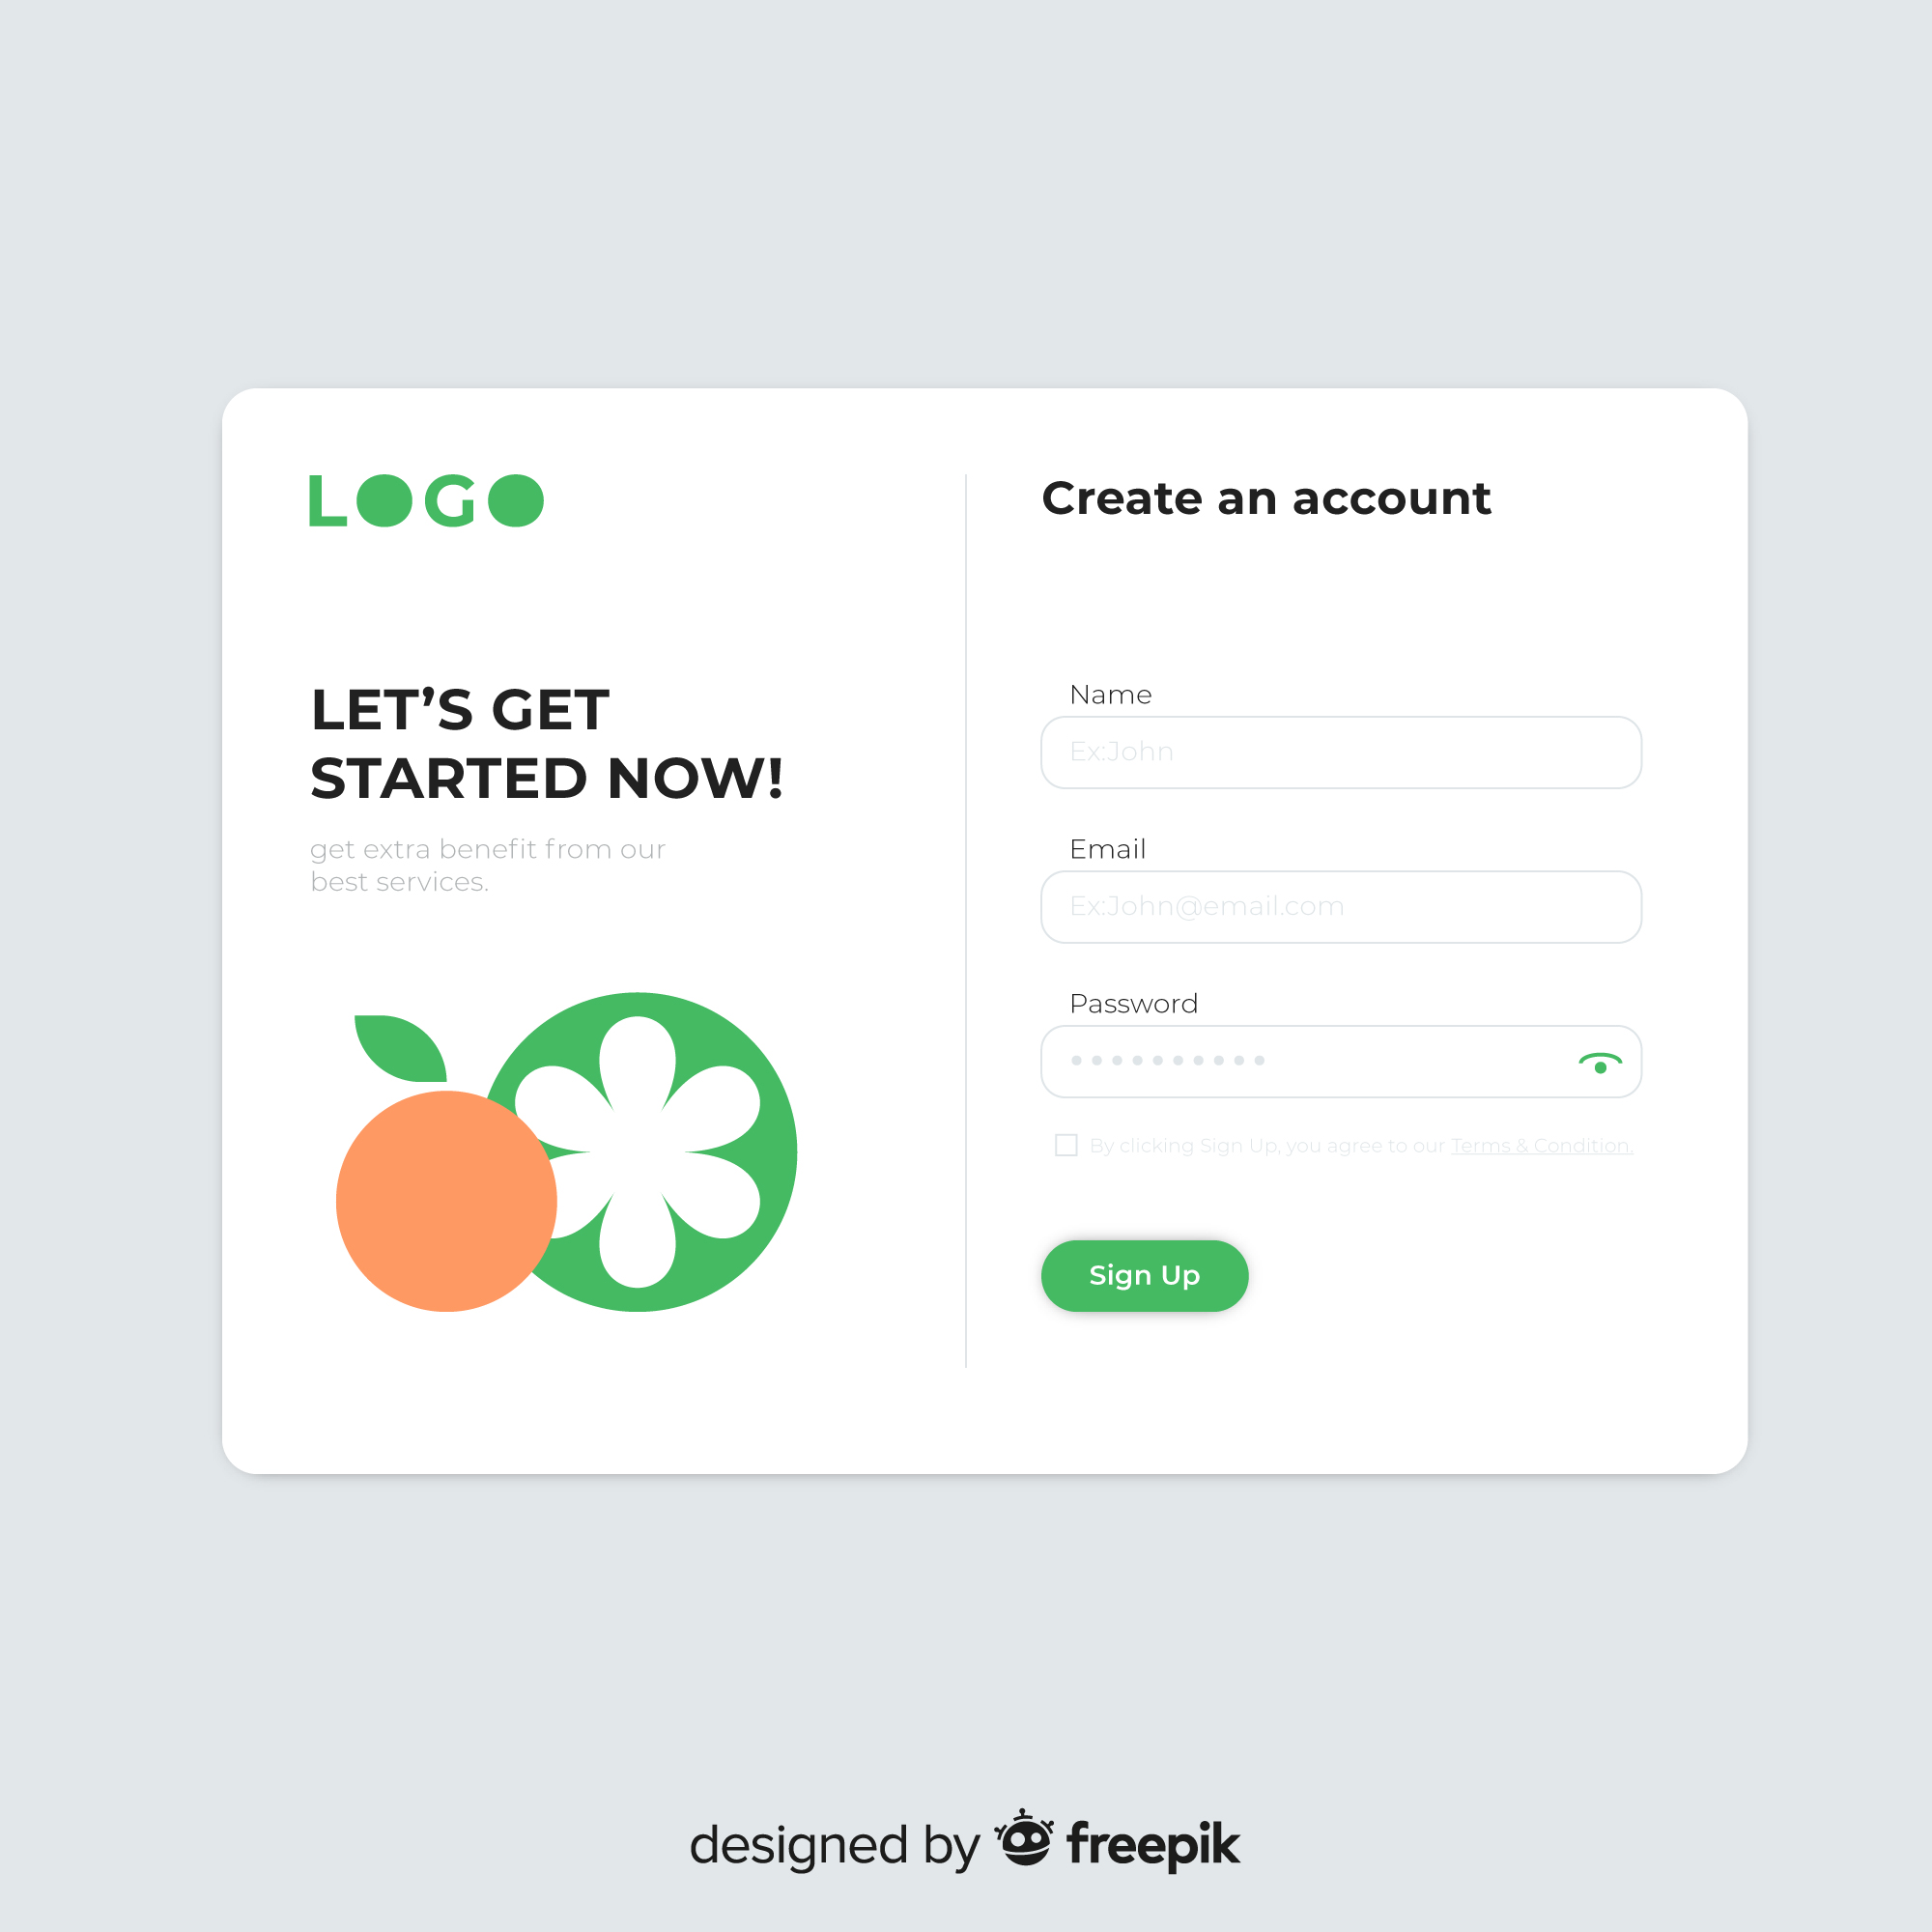 LOGO
LET’S GET
STARTED NOW!
get extra benefit from our
best services.
Create an account
Name
Ex:John
Email
Ex:John@email.com
Password
By clicking Sign Up, you agree to our Terms & Condition.
Sign Up
designed by freepik